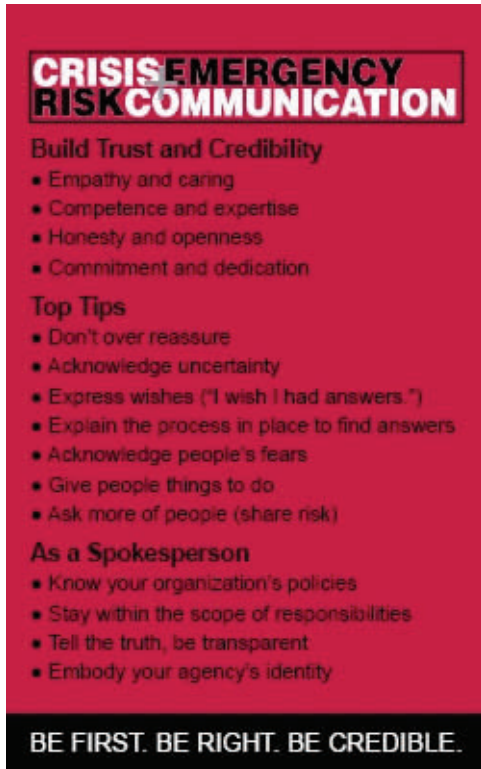 CRISIS+EMERGENCY
RISKCOMMUNICATION
Build Trust and Credibility
• Empathy and caring
• Competence and expertise
• Honesty and openness
• Commitment and dedication
Top Tips
• Don't over reassure
• Acknowledge uncertainty
• Express wishes ("I wish I had answers.")
• Explain the process in place to find answers
• Acknowledge people's fears
• Give people things to do
• Ask more of people (share risk)
As a Spokesperson
• Know your organization's policies
• Stay within the scope of responsibilities
• Tell the truth, be transparent
• Embody your agency's identity
BE FIRST. BE RIGHT. BE CREDIBLE.